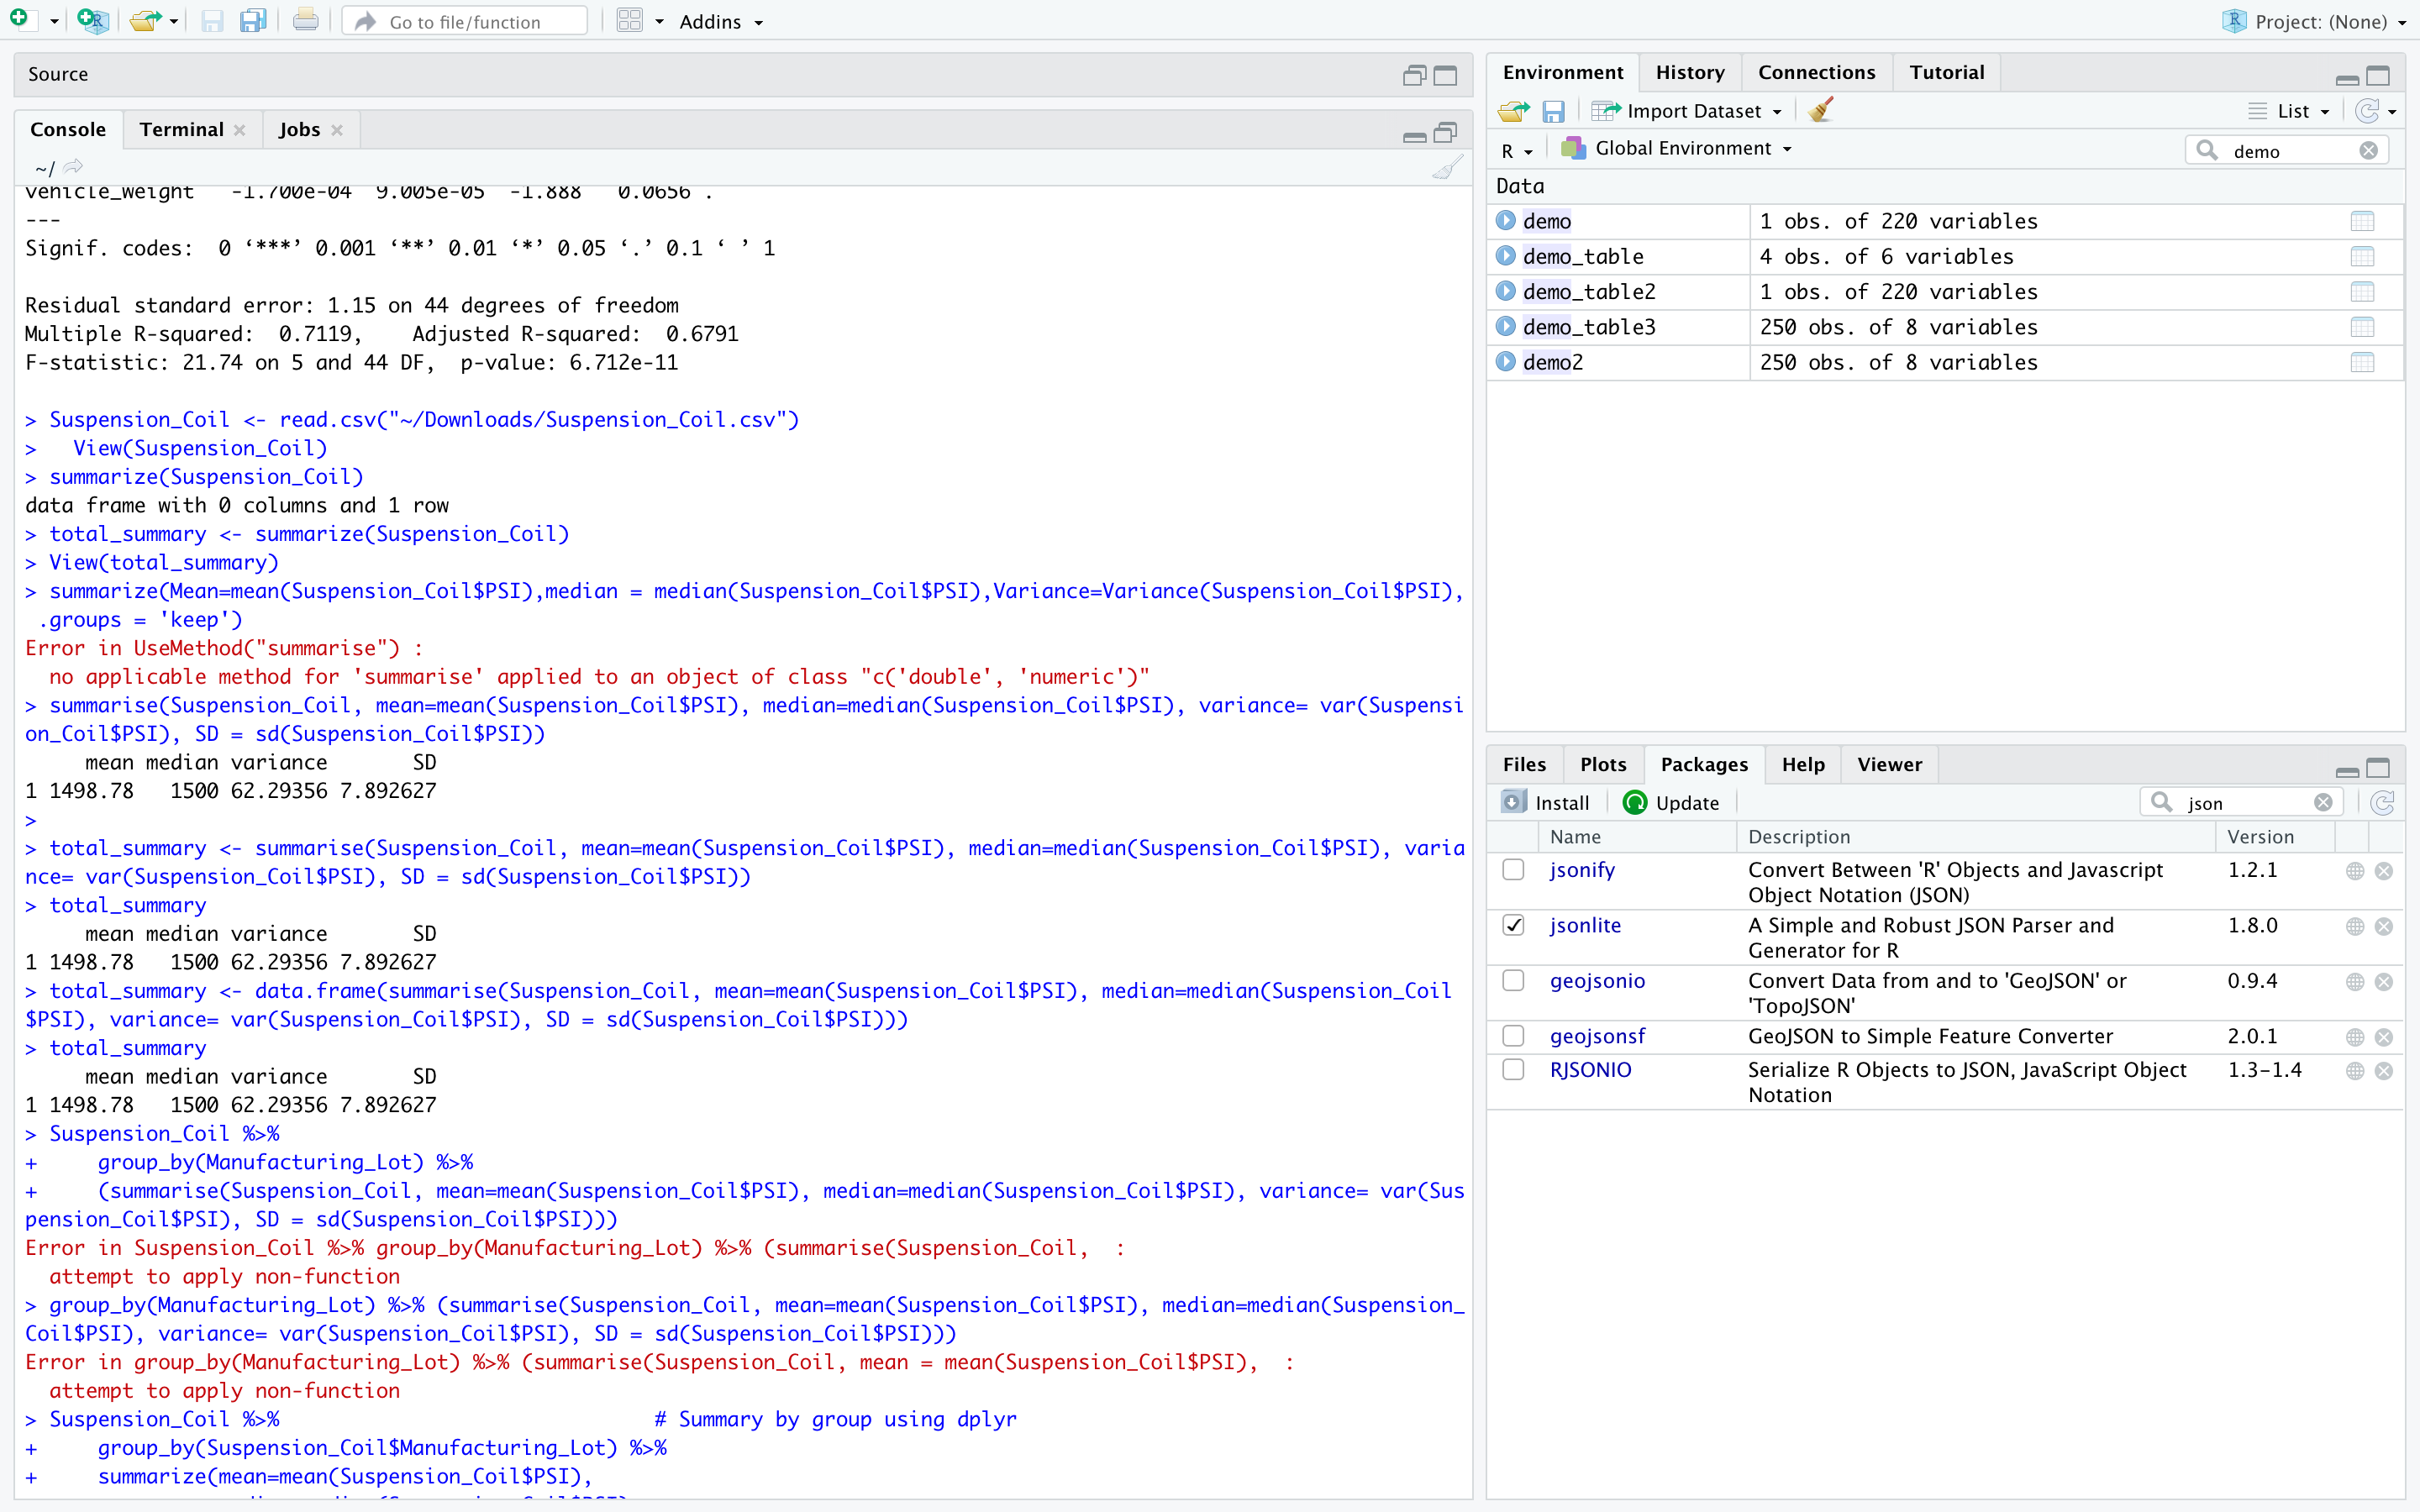 Go to file/function
Addins
Project: (None)
Source
Console
Terminal
Jobs
~/
vehicle_weight   -1.700e-04  9.005e-05  -1.888   0.0656 .
---
Signif. codes:  0 ‘***’ 0.001 ‘**’ 0.01 ‘*’ 0.05 ‘.’ 0.1 ‘ ’ 1
Residual standard error: 1.15 on 44 degrees of freedom
Multiple R-squared:  0.7119,    Adjusted R-squared:  0.6791
F-statistic: 21.74 on 5 and 44 DF,  p-value: 6.712e-11
> Suspension_Coil <- read.csv("~/Downloads/Suspension_Coil.csv")
>   View(Suspension_Coil)
> summarize(Suspension_Coil)
data frame with 0 columns and 1 row
> total_summary <- summarize(Suspension_Coil)
> View(total_summary)
> summarize(Mean=mean(Suspension_Coil$PSI),median = median(Suspension_Coil$PSI),Variance=Variance(Suspension_Coil$PSI),
 .groups = 'keep')
Error in UseMethod("summarise") :
  no applicable method for 'summarise' applied to an object of class "c('double', 'numeric')"
> summarise(Suspension_Coil, mean=mean(Suspension_Coil$PSI), median=median(Suspension_Coil$PSI), variance= var(Suspensi
on_Coil$PSI), SD = sd(Suspension_Coil$PSI))
     mean median variance       SD
1 1498.78   1500 62.29356 7.892627
>
> total_summary <- summarise(Suspension_Coil, mean=mean(Suspension_Coil$PSI), median=median(Suspension_Coil$PSI), varia
nce= var(Suspension_Coil$PSI), SD = sd(Suspension_Coil$PSI))
> total_summary
     mean median variance       SD
1 1498.78   1500 62.29356 7.892627
> total_summary <- data.frame(summarise(Suspension_Coil, mean=mean(Suspension_Coil$PSI), median=median(Suspension_Coil
$PSI), variance= var(Suspension_Coil$PSI), SD = sd(Suspension_Coil$PSI)))
> total_summary
     mean median variance       SD
1 1498.78   1500 62.29356 7.892627
> Suspension_Coil %>%
+     group_by(Manufacturing_Lot) %>%
+     (summarise(Suspension_Coil, mean=mean(Suspension_Coil$PSI), median=median(Suspension_Coil$PSI), variance= var(Sus
pension_Coil$PSI), SD = sd(Suspension_Coil$PSI)))
Error in Suspension_Coil %>% group_by(Manufacturing_Lot) %>% (summarise(Suspension_Coil,  :
  attempt to apply non-function
> group_by(Manufacturing_Lot) %>% (summarise(Suspension_Coil, mean=mean(Suspension_Coil$PSI), median=median(Suspension_
Coil$PSI), variance= var(Suspension_Coil$PSI), SD = sd(Suspension_Coil$PSI)))
Error in group_by(Manufacturing_Lot) %>% (summarise(Suspension_Coil, mean = mean(Suspension_Coil$PSI),  :
  attempt to apply non-function
> Suspension_Coil %>%                               # Summary by group using dplyr
+     group_by(Suspension_Coil$Manufacturing_Lot) %>%
+     summarize(mean=mean(Suspension_Coil$PSI),
Environment
History
Connections
Tutorial
Import Dataset
List
R
Global Environment
demo
Data
demo 1 obs. of 220 variables
demo_table 4 obs. of 6 variables
demo_table2 1 obs. of 220 variables
demo_table3 250 obs. of 8 variables
demo2 250 obs. of 8 variables
Files
Plots
Packages
Help
Viewer
Install
Update
json
Name Description Version
jsonify Convert Between 'R' Objects and Javascript 1.2.1
Object Notation (JSON)
jsonlite A Simple and Robust JSON Parser and 1.8.0
Generator for R
geojsonio Convert Data from and to 'GeoJSON' or 0.9.4
'TopoJSON'
geojsonsf GeoJSON to Simple Feature Converter 2.0.1
RJSONIO Serialize R Objects to JSON, JavaScript Object 1.3-1.4
Notation